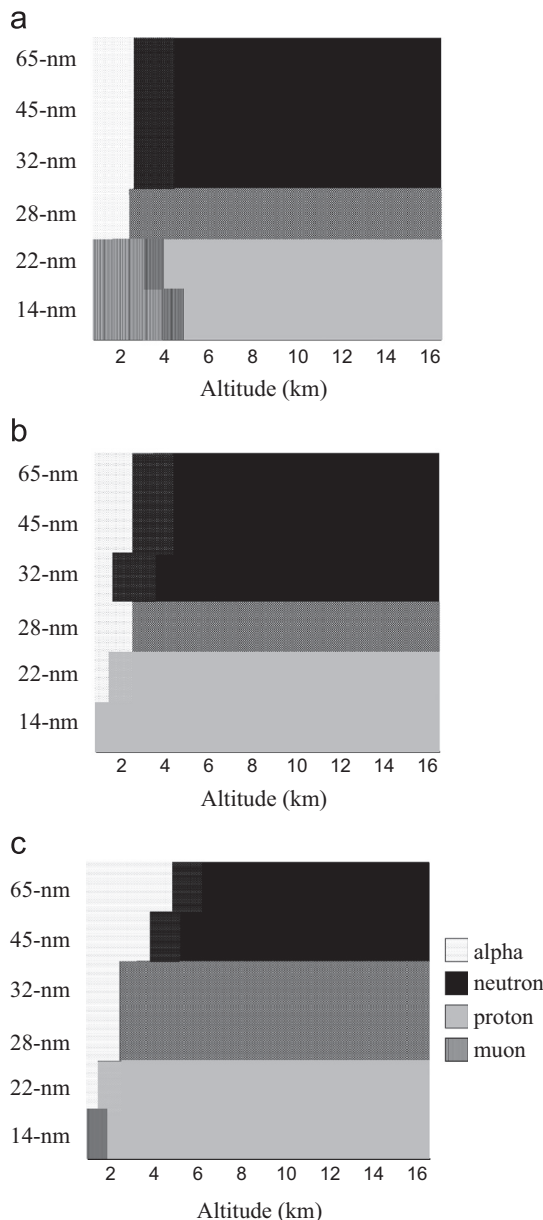 a
65-nm
45-nm
32-nm
28-nm
22-nm
14-nm
2 4 6 8 10 12 14 16
Altitude (km)
b
65-nm
45-nm
32-nm
28-nm
22-nm
14-nm
2 4 6 8 10 12 14 16
Altitude (km)
c
65-nm
45-nm
32-nm
28-nm
22-nm
14-nm
2 4 6 8 10 12 14 16
Altitude (km)
alpha
neutron
proton
muon